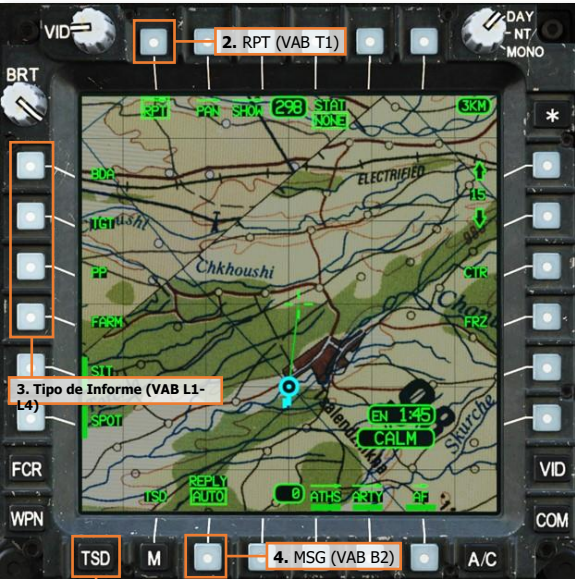 VID
2. RPT (VAB T1)
DAY
NT
MONO
BRT
RPT PAN SHOW 298 STAT 3KM
NONE
*
BDA
ELECTRIFIED
TGT
15
PP
Chkhoushi
CTR
FARM
FRZ
SIT
3. Tipo de Informe (VAB L1-
L4)
SPOT
EN 1:45
CALM
Skurche
FCR
VID
REPLY
TSD AUTO 0 ATHS ARTY AF
WPN
COM
TSD M 4. MSG (VAB B2) A/C